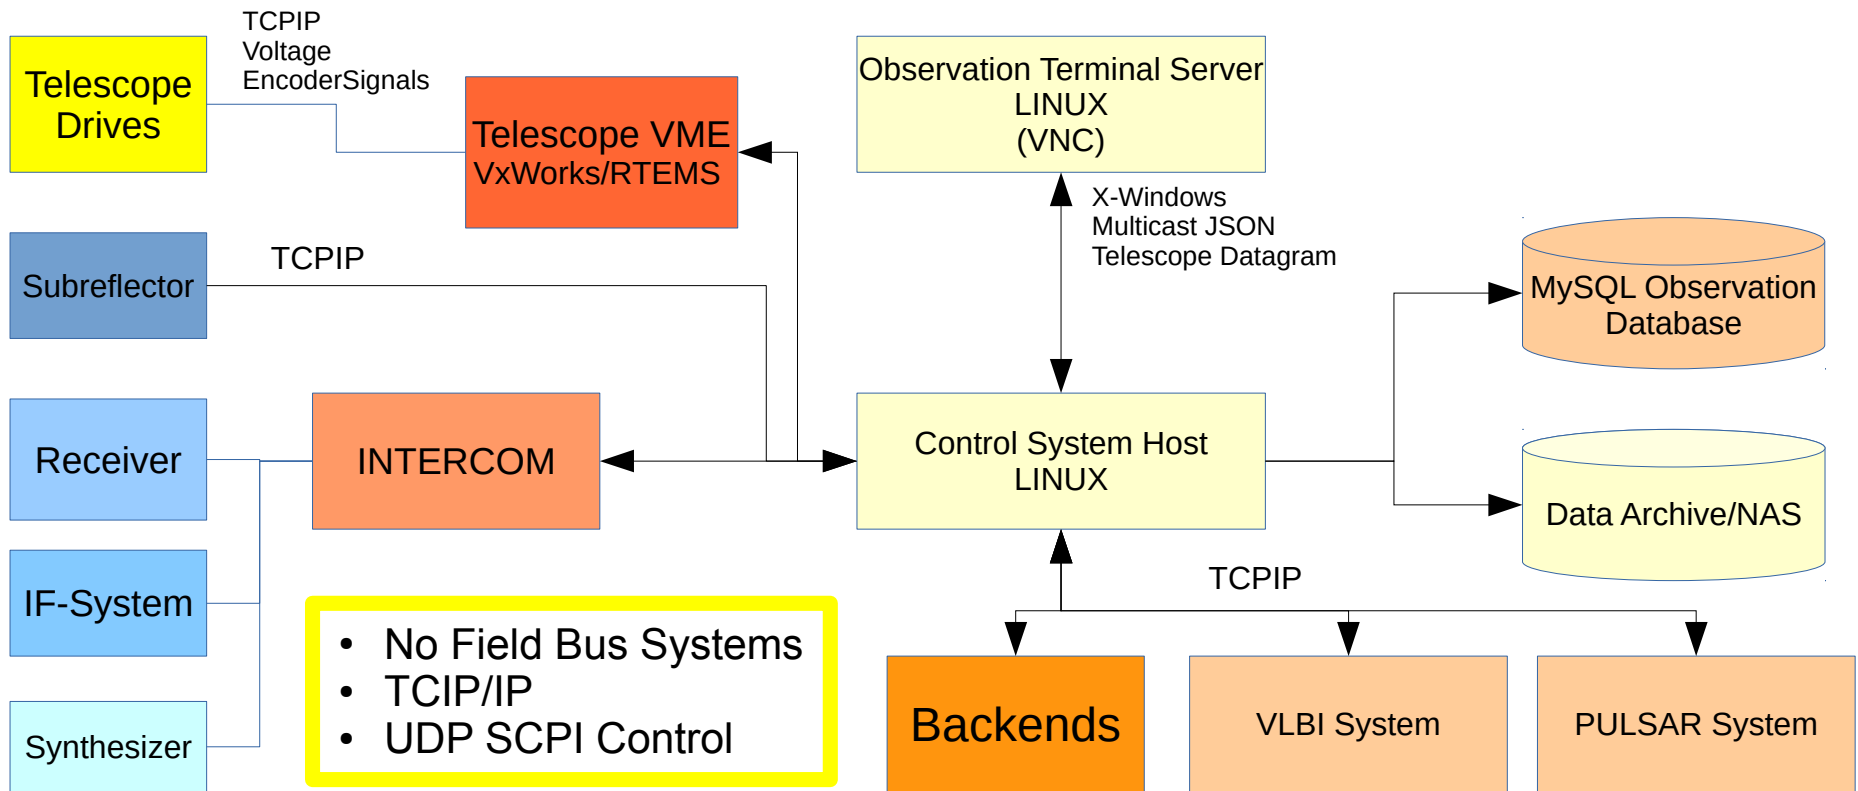 TCPIP
Voltage
EncoderSignals
Telescope
Drives
Telescope VME
VxWorks/RTEMS
Observation Terminal Server
LINUX
(VNC)
X-Windows
Multicast JSON
Telescope Datagram
Subreflector
TCPIP
MySQL Observation
Database
Receiver
INTERCOM
Control System Host
LINUX
Data Archive/NAS
IF-System
TCPIP
• No Field Bus Systems
• TCIP/IP
• UDP SCPI Control
Synthesizer
Backends
VLBI System
PULSAR System